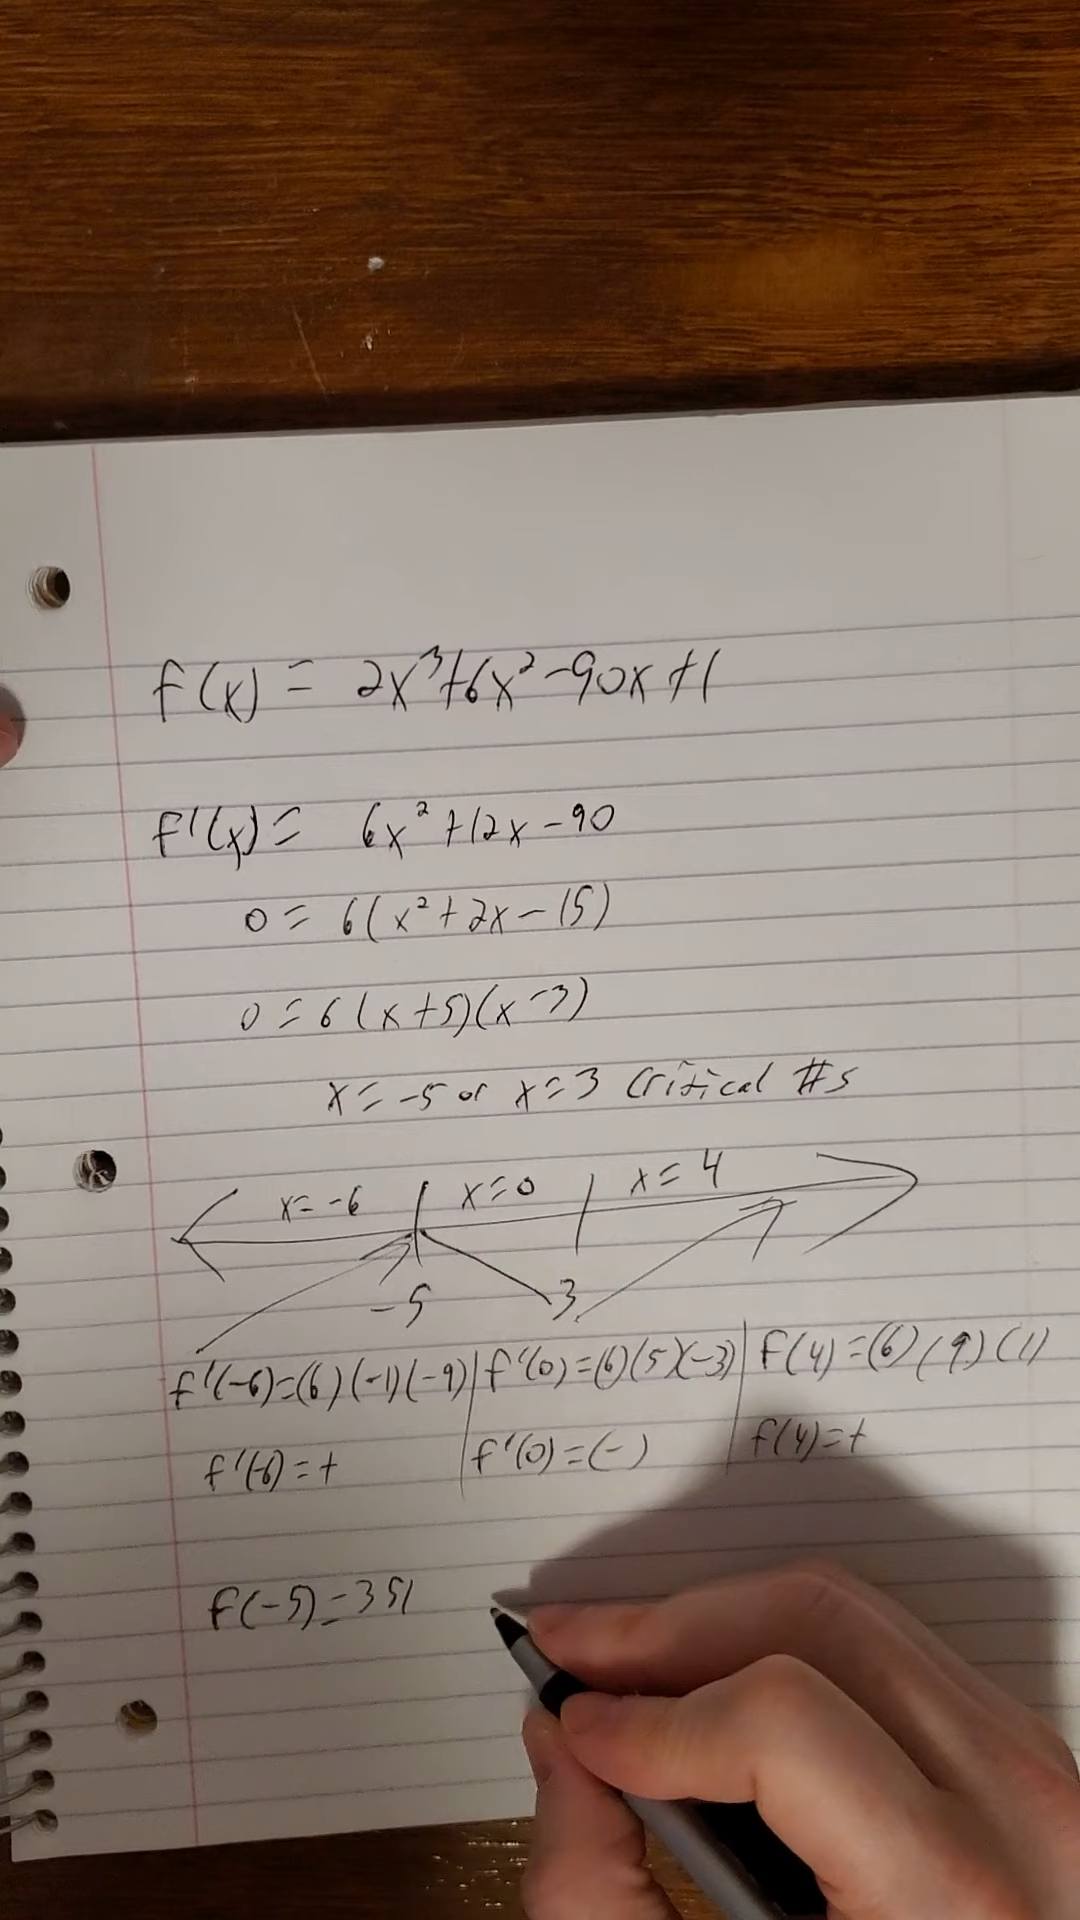 f(x) = 2x³+6x²-90x+1
f'(x) = 6x²+12x-90
0 = 6(x²+2x-15)
0 = 6(x+5)(x-3)
x = -5 or x = 3 Critical #s
x = -6 x = 0 x = 4
-5 3
f'(-6)=(6)(-1)(-9) f'(0)=(6)(5)(-3) f(4)=(6)(9)(1)
f'(-6)=+ f'(0)=(-) f(4)=+
f(-5)=351